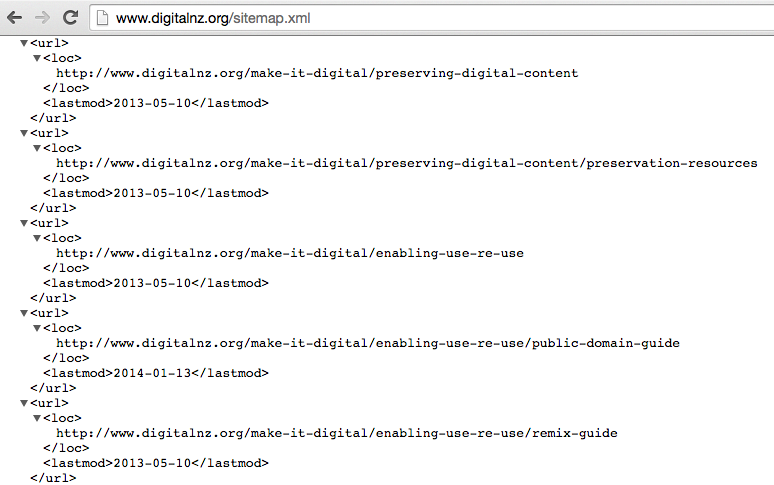 www.digitalnz.org/sitemap.xml
<url>
<loc>
http://www.digitalnz.org/make-it-digital/preserving-digital-content
</loc>
<lastmod>2013-05-10</lastmod>
</url>
<url>
<loc>
http://www.digitalnz.org/make-it-digital/preserving-digital-content/preservation-resources
</loc>
<lastmod>2013-05-10</lastmod>
</url>
<url>
<loc>
http://www.digitalnz.org/make-it-digital/enabling-use-re-use
</loc>
<lastmod>2013-05-10</lastmod>
</url>
<url>
<loc>
http://www.digitalnz.org/make-it-digital/enabling-use-re-use/public-domain-guide
</loc>
<lastmod>2014-01-13</lastmod>
</url>
<url>
<loc>
http://www.digitalnz.org/make-it-digital/enabling-use-re-use/remix-guide
</loc>
<lastmod>2013-05-10</lastmod>
</url>